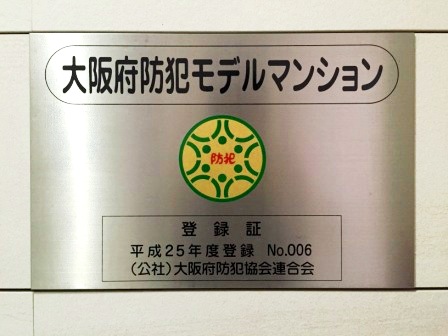 大阪府防犯モデルマンション
防犯
登録証
平成25年度登録 No.006
(公社)大阪府防犯協会連合会